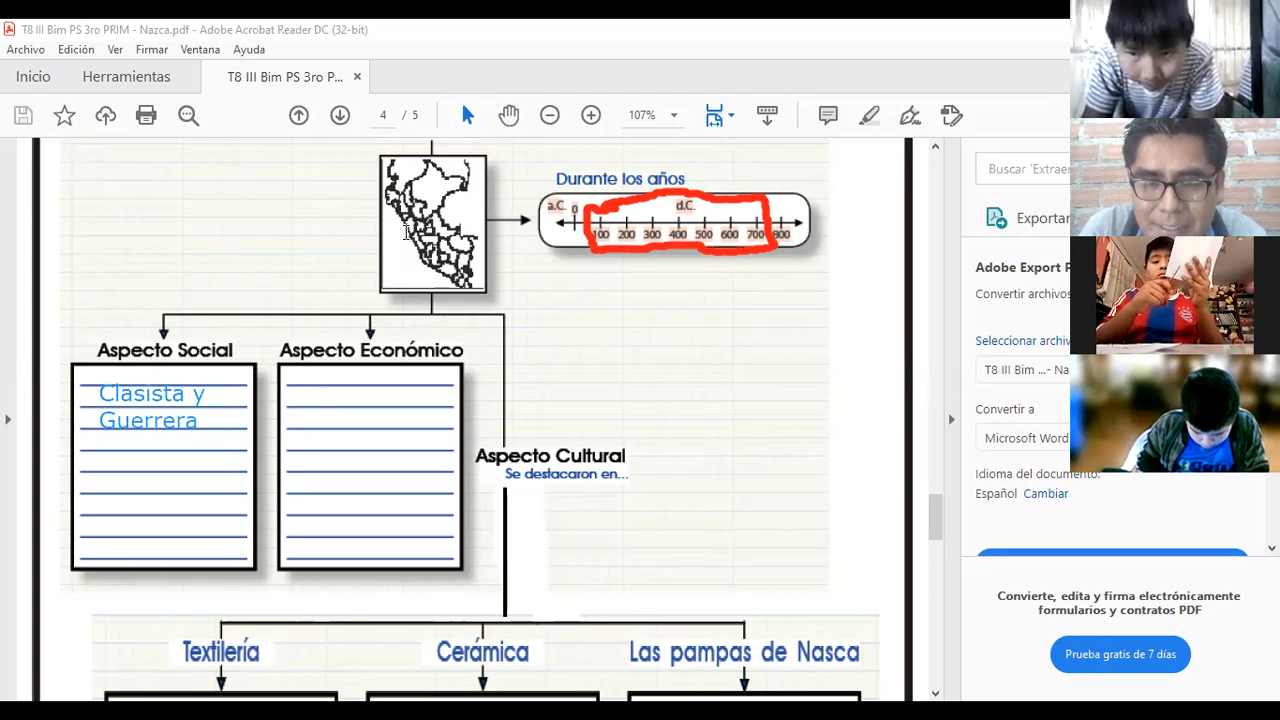 T8 III Bim PS 3ro PRIM - Nazca.pdf - Adobe Acrobat Reader DC (32-bit)
Archivo Edición Ver Firmar Ventana Ayuda
Inicio Herramientas T8 III Bim PS 3ro P... ×
4 / 5 107%
Durante los años
a.C. 0 d.C.
100 200 300 400 500 600 700 800
Aspecto Social
Aspecto Económico
Clasista y
Guerrera
Aspecto Cultural
Se destacaron en...
Textilería
Cerámica
Las pampas de Nasca
Buscar 'Extraer
Exportar
Adobe Export P
Convertir archivos
Seleccionar archiv
T8 III Bim ...- Na
Convertir a
Microsoft Word
Idioma del documento:
Español Cambiar
Convierte, edita y firma electrónicamente
formularios y contratos PDF
Prueba gratis de 7 días